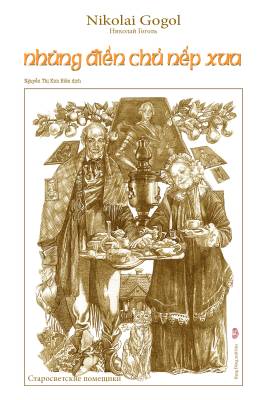 Nikolai Gogol
Николай Гоголь
những điền chủ nếp xưa
Nguyễn Thị Kim Hiền dịch
Старосветские помещики